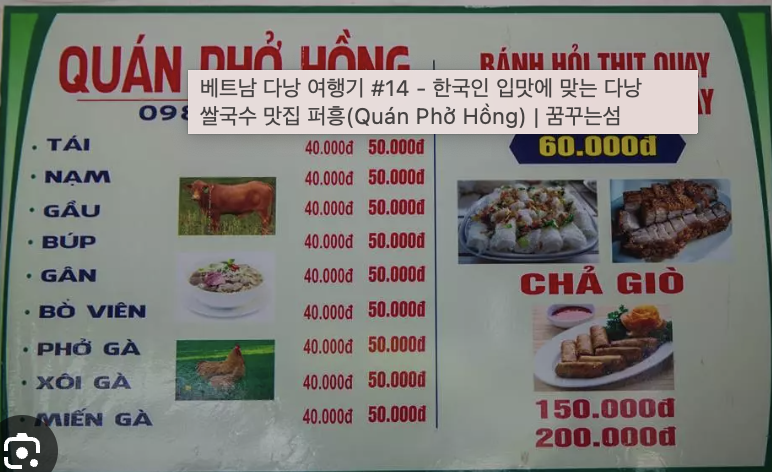 QUÁN PHỞ HỒNG
베트남 다낭 여행기 #14 - 한국인 입맛에 맞는 다낭
쌀국수 맛집 퍼흥(Quán Phở Hồng) | 꿈꾸는섬
098
• TÁI 40.000đ 50.000đ
• NẠM 40.000đ 50.000đ
• GẦU 40.000đ 50.000đ
• BÚP 40.000đ 50.000đ
• GÂN 40.000đ 50.000đ
• BÒ VIÊN 40.000đ 50.000đ
• PHỞ GÀ 40.000đ 50.000đ
• XÔI GÀ 40.000đ 50.000đ
• MIẾN GÀ 40.000đ 50.000đ
BÁNH HỎI THỊT QUAY
60.000đ
CHẢ GIÒ
150.000đ
200.000đ